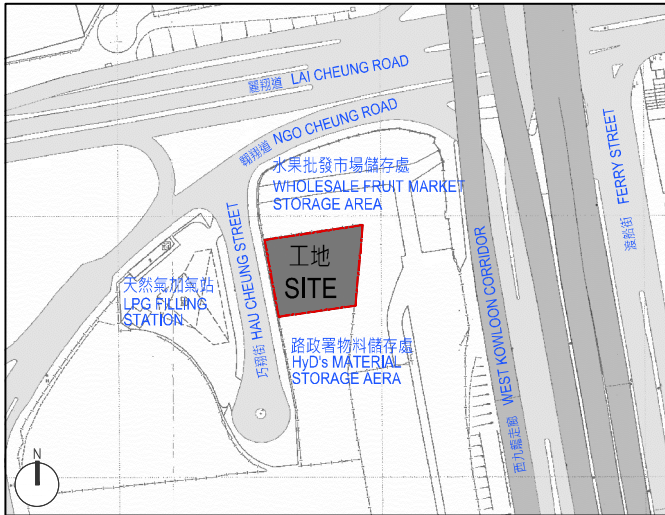 麗翔道 LAI CHEUNG ROAD
翱翔道 NGO CHEUNG ROAD
水果批發市場儲存處
WHOLESALE FRUIT MARKET
STORAGE AREA
渡船街 FERRY STREET
工地
SITE
巧翔街 HAU CHEUNG STREET
天然氣加氣站
LPG FILLING
STATION
西九龍走廊 WEST KOWLOON CORRIDOR
路政署物料儲存處
HyD's MATERIAL
STORAGE AERA
N